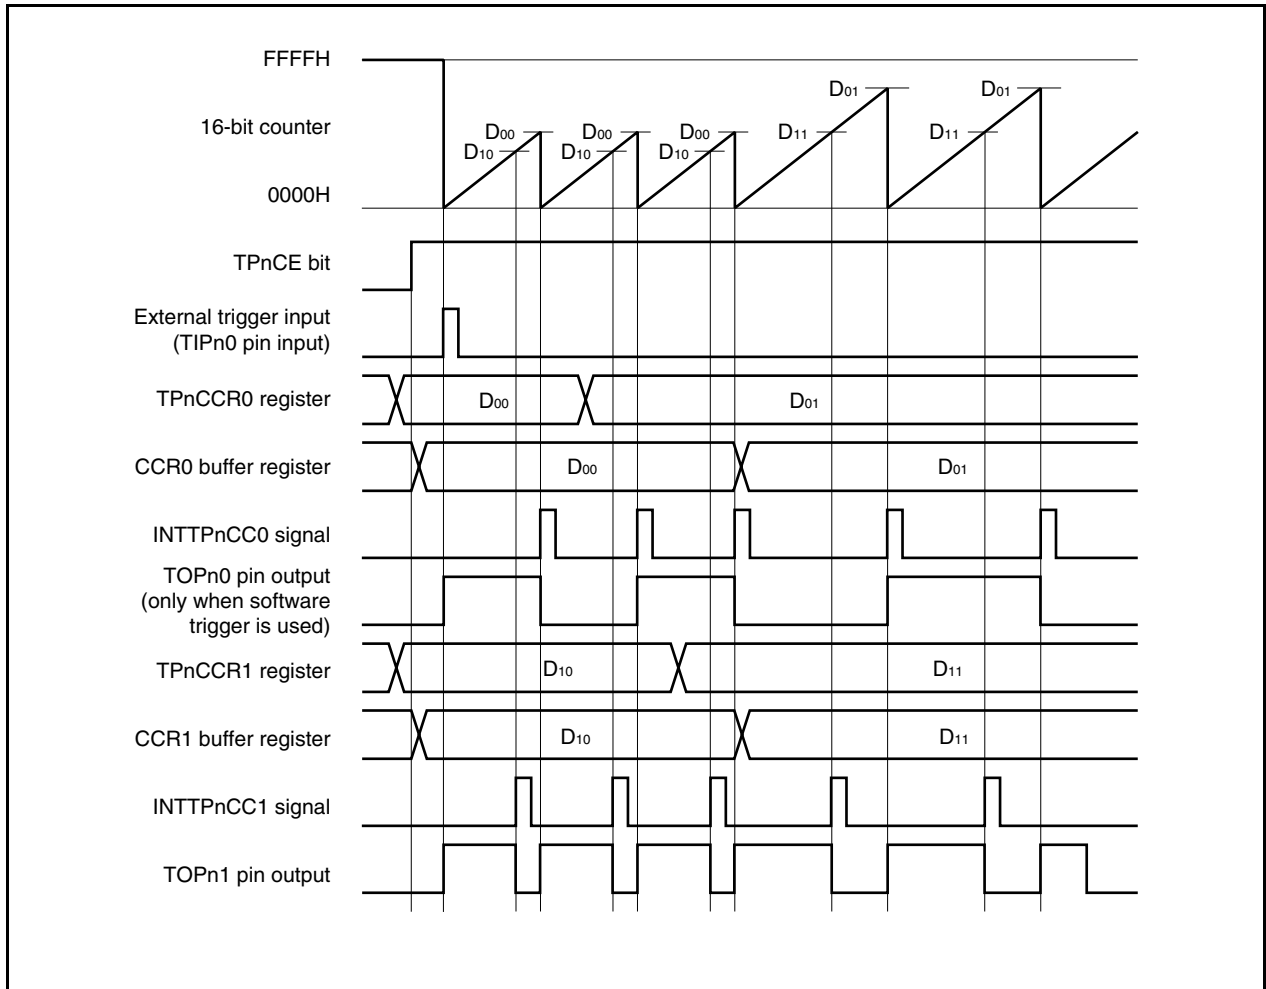 FFFFH
16-bit counter
0000H
D00 D00 D00 D01 D01
D10 D10 D10 D11 D11
TPnCE bit
External trigger input
(TIPn0 pin input)
TPnCCR0 register D00 D01
CCR0 buffer register D00 D01
INTTPnCC0 signal
TOPn0 pin output
(only when software
trigger is used)
TPnCCR1 register D10 D11
CCR1 buffer register D10 D11
INTTPnCC1 signal
TOPn1 pin output